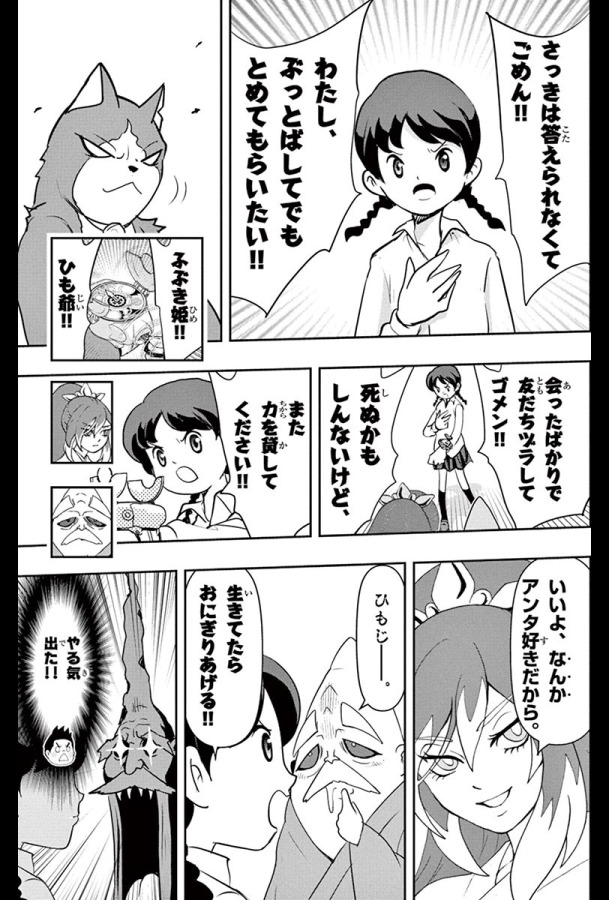 さっきは答えられなくて
ごめん!!
わたし、
ぶっとばしてでも
とめてもらいたい!!
ふぶき姫!!
ひも爺!!
会ったばかりで
友だちヅラして
ゴメン!!
死ぬかも
しんないけど、
また
力を貸して
ください!!
いいよ、なんか
アンタ好きだから。
ひもじー。
生きてたら
おにぎりあげる!!
やる気
出た!!